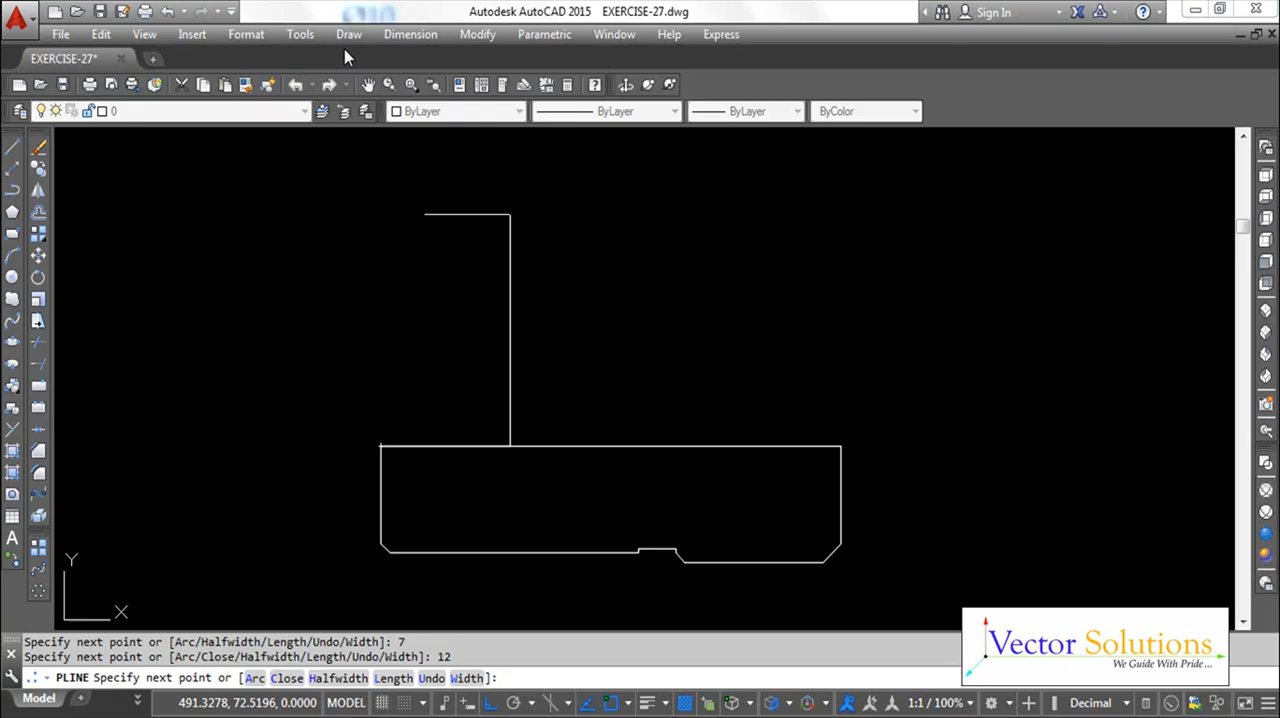 Autodesk AutoCAD 2015 EXERCISE-27.dwg
Sign In
File Edit View Insert Format Tools Draw Dimension Modify Parametric Window Help Express
EXERCISE-27*
0 ByLayer ByLayer ByLayer ByColor
Y
X
Specify next point or [Arc/Halfwidth/Length/Undo/Width]: 7
Specify next point or [Arc/Close/Halfwidth/Length/Undo/Width]: 12
PLINE Specify next point or [Arc Close Halfwidth Length Undo Width]:
Vector Solutions
We Guide With Pride...
Model 491.3278, 72.5196, 0.0000 MODEL 1:1 / 100% Decimal